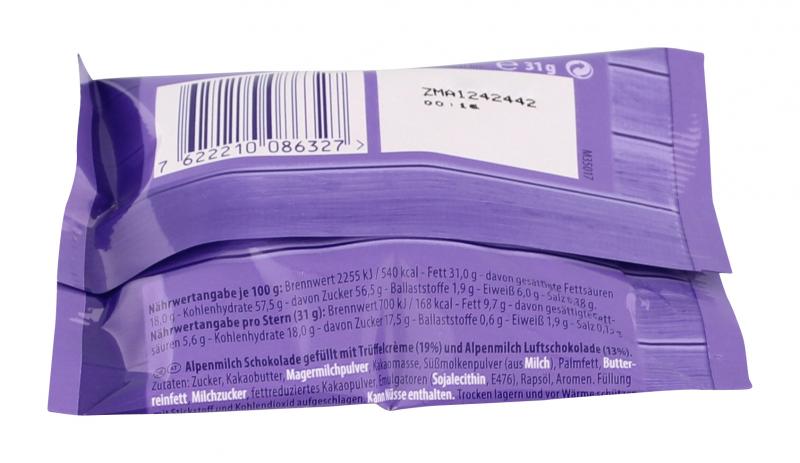 ℮ 31g
ZMA1242442
00:16
7 622210 086327 >
M35017
Nährwertangabe je 100 g: Brennwert 2255 kJ / 540 kcal - Fett 31,0 g - davon gesättigte Fettsäuren
18,0 g - Kohlenhydrate 57,5 g - davon Zucker 56,5 g - Ballaststoffe 1,9 g - Eiweiß 6,0 g - Salz 0,38 g.
Nährwertangabe pro Stern (31 g): Brennwert 700 kJ / 168 kcal - Fett 9,7 g - davon gesättigte Fett-
säuren 5,6 g - Kohlenhydrate 18,0 g - davon Zucker 17,5 g - Ballaststoffe 0,6 g - Eiweiß 1,9 g - Salz
DE AT Alpenmilch Schokolade gefüllt mit Trüffelcrème (19%) und Alpenmilch Luftschokolade (13%).
Zutaten: Zucker, Kakaobutter, Magermilchpulver, Kakaomasse, Süßmolkenpulver (aus Milch), Palmfett, Butter-
reinfett, Milchzucker, fettreduziertes Kakaopulver, Emulgatoren (Sojalecithin, E476), Rapsöl, Aromen. Füllung
mit Stickstoff und Kohlendioxid aufgeschlagen. Kann Nüsse enthalten. Trocken lagern und vor Wärme schützen